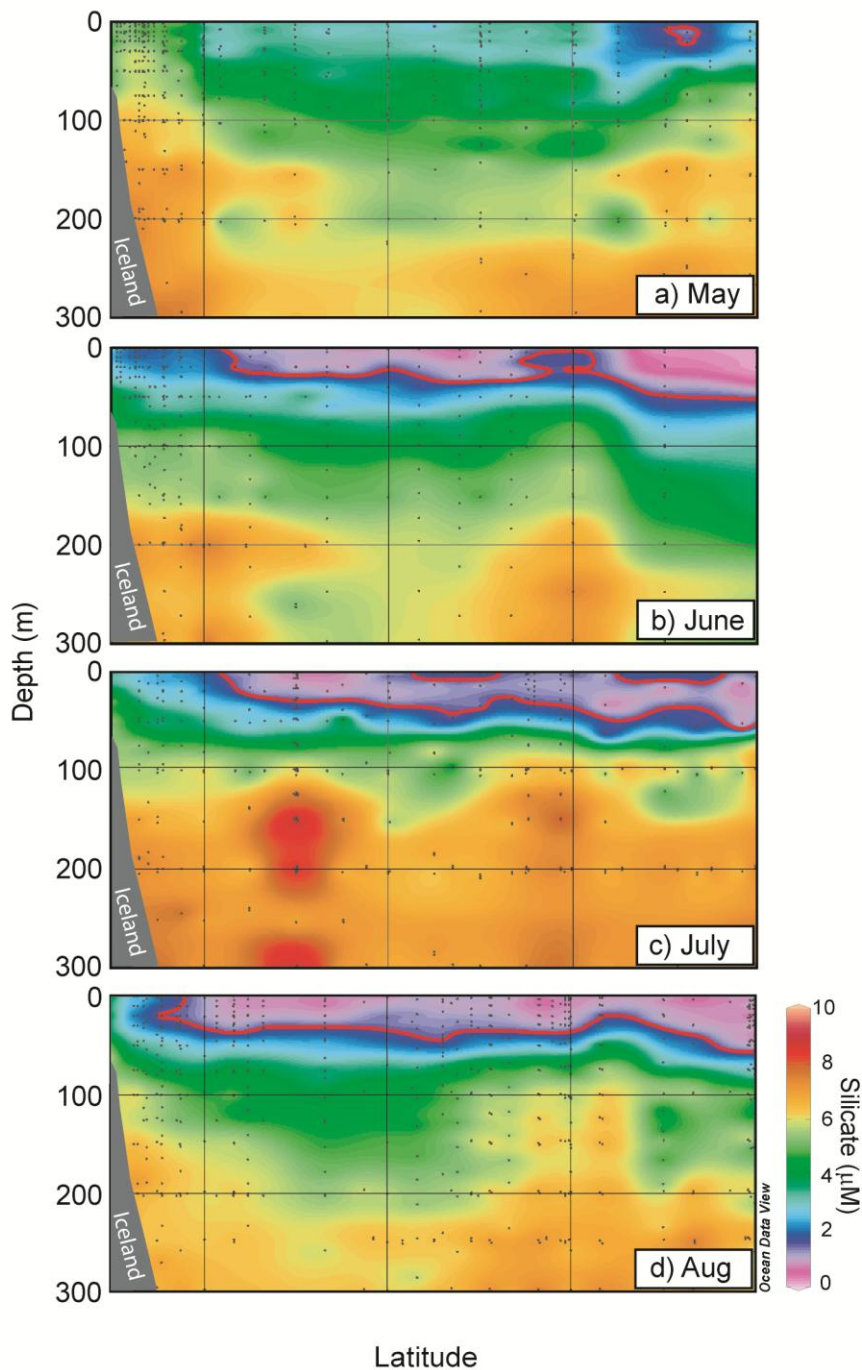 0
100
200
300
Iceland
a) May
0
100
200
300
Iceland
b) June
Depth (m)
0
100
200
300
Iceland
c) July
0
100
200
300
Iceland
d) Aug
Ocean Data View
10
8
6
4
2
0
Silicate (μM)
Latitude